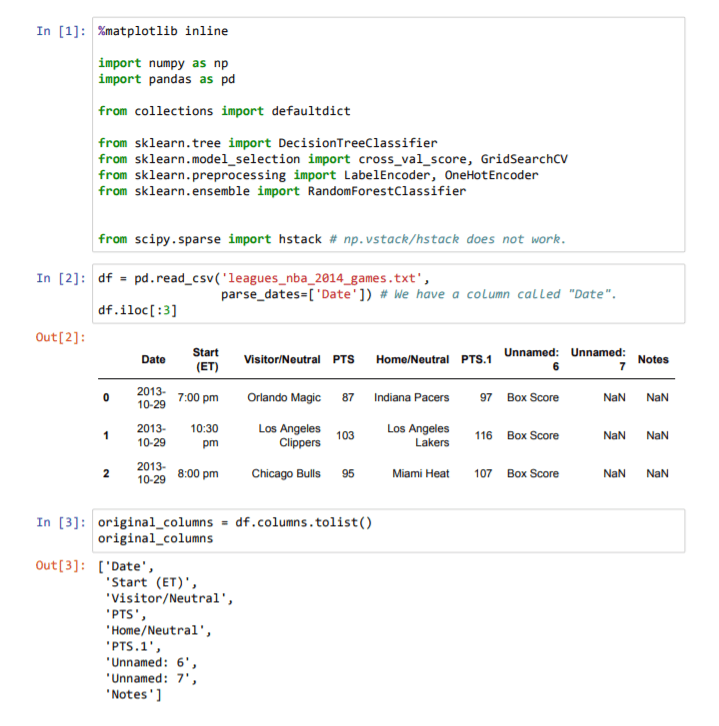 In [1]: %matplotlib inline
import numpy as np
import pandas as pd
from collections import defaultdict
from sklearn.tree import DecisionTreeClassifier
from sklearn.model_selection import cross_val_score, GridSearchCV
from sklearn.preprocessing import LabelEncoder, OneHotEncoder
from sklearn.ensemble import RandomForestClassifier
from scipy.sparse import hstack # np.vstack/hstack does not work.
In [2]: df = pd.read_csv('leagues_nba_2014_games.txt',
parse_dates=['Date']) # We have a column called "Date".
df.iloc[:3]
Out[2]:
Date Start (ET) Visitor/Neutral PTS Home/Neutral PTS.1 Unnamed: 6 Unnamed: 7 Notes
0 2013-10-29 7:00 pm Orlando Magic 87 Indiana Pacers 97 Box Score NaN NaN
1 2013-10-29 10:30 pm Los Angeles Clippers 103 Los Angeles Lakers 116 Box Score NaN NaN
2 2013-10-29 8:00 pm Chicago Bulls 95 Miami Heat 107 Box Score NaN NaN
In [3]: original_columns = df.columns.tolist()
original_columns
Out[3]: ['Date',
'Start (ET)',
'Visitor/Neutral',
'PTS',
'Home/Neutral',
'PTS.1',
'Unnamed: 6',
'Unnamed: 7',
'Notes']